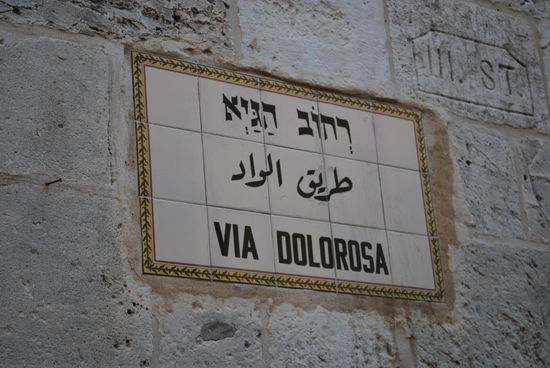 III. ST.
רְחוֹב הַגַּיְא
طريق الواد
VIA DOLOROSA